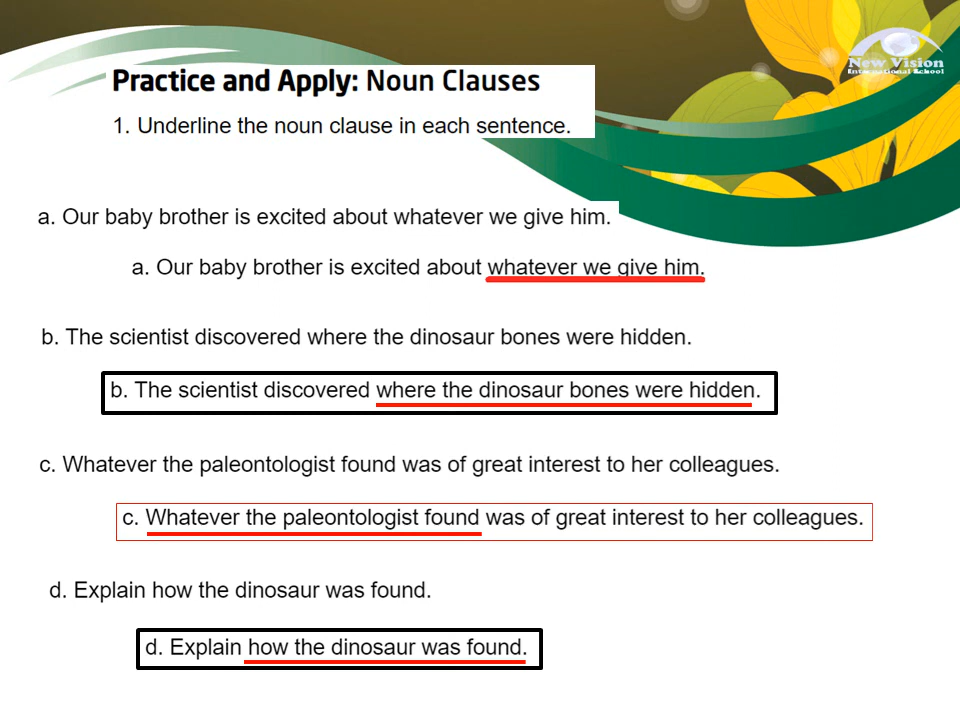 New Vision
International School
Practice and Apply: Noun Clauses
1. Underline the noun clause in each sentence.
a. Our baby brother is excited about whatever we give him.
a. Our baby brother is excited about whatever we give him.
b. The scientist discovered where the dinosaur bones were hidden.
b. The scientist discovered where the dinosaur bones were hidden.
c. Whatever the paleontologist found was of great interest to her colleagues.
c. Whatever the paleontologist found was of great interest to her colleagues.
d. Explain how the dinosaur was found.
d. Explain how the dinosaur was found.